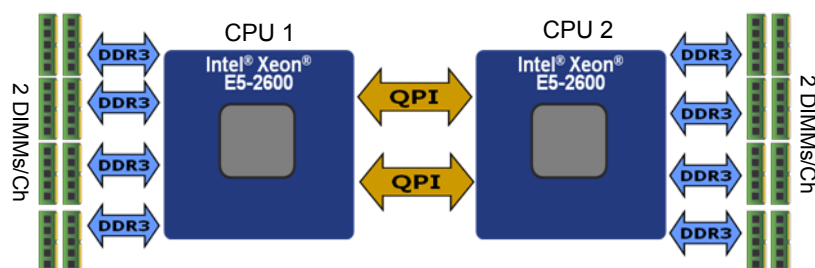 CPU 1
CPU 2
Intel® Xeon®
E5-2600
Intel® Xeon®
E5-2600
DDR3
DDR3
DDR3
DDR3
QPI
QPI
DDR3
DDR3
DDR3
DDR3
2 DIMMs/Ch
2 DIMMs/Ch